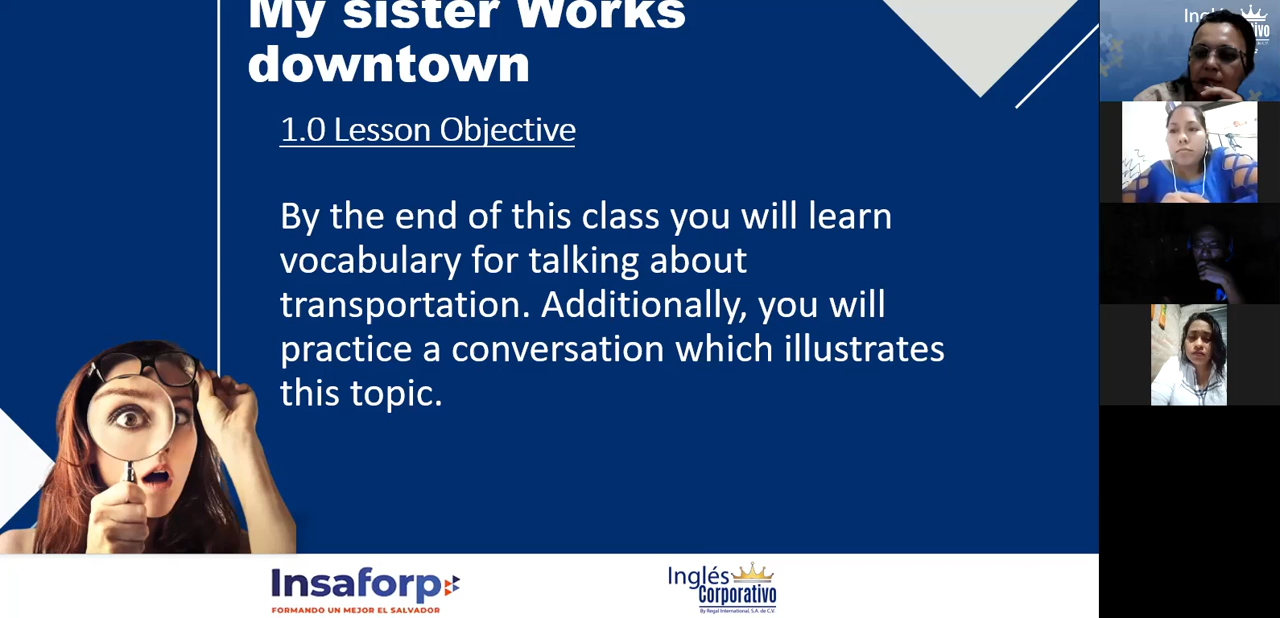 My sister Works
downtown
1.0 Lesson Objective
By the end of this class you will learn
vocabulary for talking about
transportation. Additionally, you will
practice a conversation which illustrates
this topic.
Insaforp
FORMANDO UN MEJOR EL SALVADOR
Inglés
Corporativo
By Regal International, S.A. de C.V.